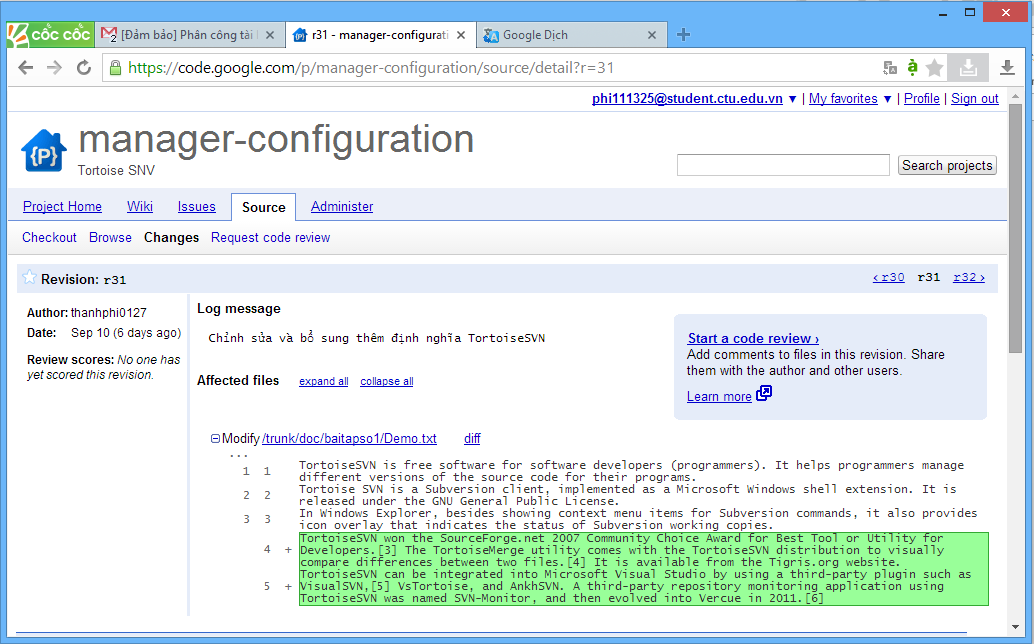 cốc cốc
[Đảm bảo] Phân công tài
r31 - manager-configurati
Google Dịch
https://code.google.com/p/manager-configuration/source/detail?r=31
phi111325@student.ctu.edu.vn ▼ | My favorites ▼ | Profile | Sign out
manager-configuration
Tortoise SNV
Search projects
Project Home Wiki Issues Source Administer
Checkout Browse Changes Request code review
Revision: r31
‹ r30 r31 r32 ›
Author: thanhphi0127
Date: Sep 10 (6 days ago)
Review scores: No one has
yet scored this revision.
Log message
Chỉnh sửa và bổ sung thêm định nghĩa TortoiseSVN
Start a code review ›
Add comments to files in this revision. Share
them with the author and other users.
Learn more
Affected files expand all collapse all
Modify /trunk/doc/baitapso1/Demo.txt diff
...
1 1 TortoiseSVN is free software for software developers (programmers). It helps programmers manage
different versions of the source code for their programs.
2 2 Tortoise SVN is a Subversion client, implemented as a Microsoft Windows shell extension. It is
released under the GNU General Public License.
3 3 In Windows Explorer, besides showing context menu items for Subversion commands, it also provides
icon overlay that indicates the status of Subversion working copies.
4 + TortoiseSVN won the SourceForge.net 2007 Community Choice Award for Best Tool or Utility for
Developers.[3] The TortoiseMerge utility comes with the TortoiseSVN distribution to visually
compare differences between two files.[4] It is available from the Tigris.org website.
5 + TortoiseSVN can be integrated into Microsoft Visual Studio by using a third-party plugin such as
VisualSVN,[5] VsTortoise, and AnkhSVN. A third-party repository monitoring application using
TortoiseSVN was named SVN-Monitor, and then evolved into Vercue in 2011.[6]